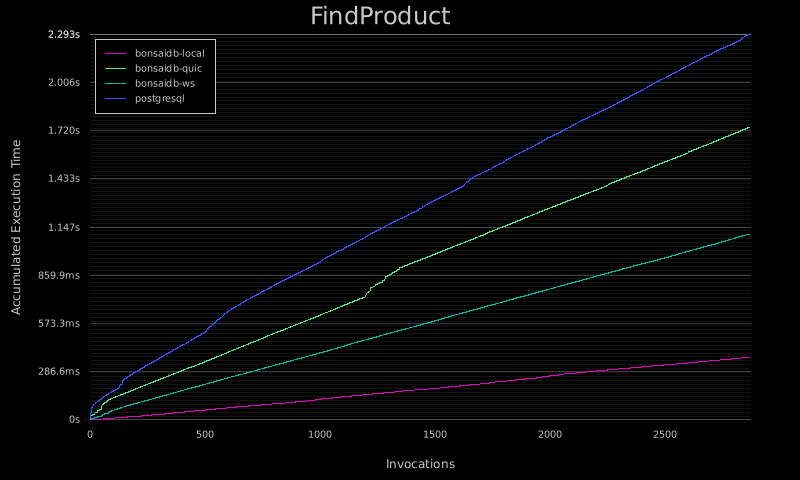 FindProduct
2.293s
bonsaidb-local
bonsaidb-quic
bonsaidb-ws
postgresql
2.006s
1.720s
1.433s
1.147s
859.9ms
573.3ms
286.6ms
0s
Accumulated Execution Time
0 500 1000 1500 2000 2500
Invocations